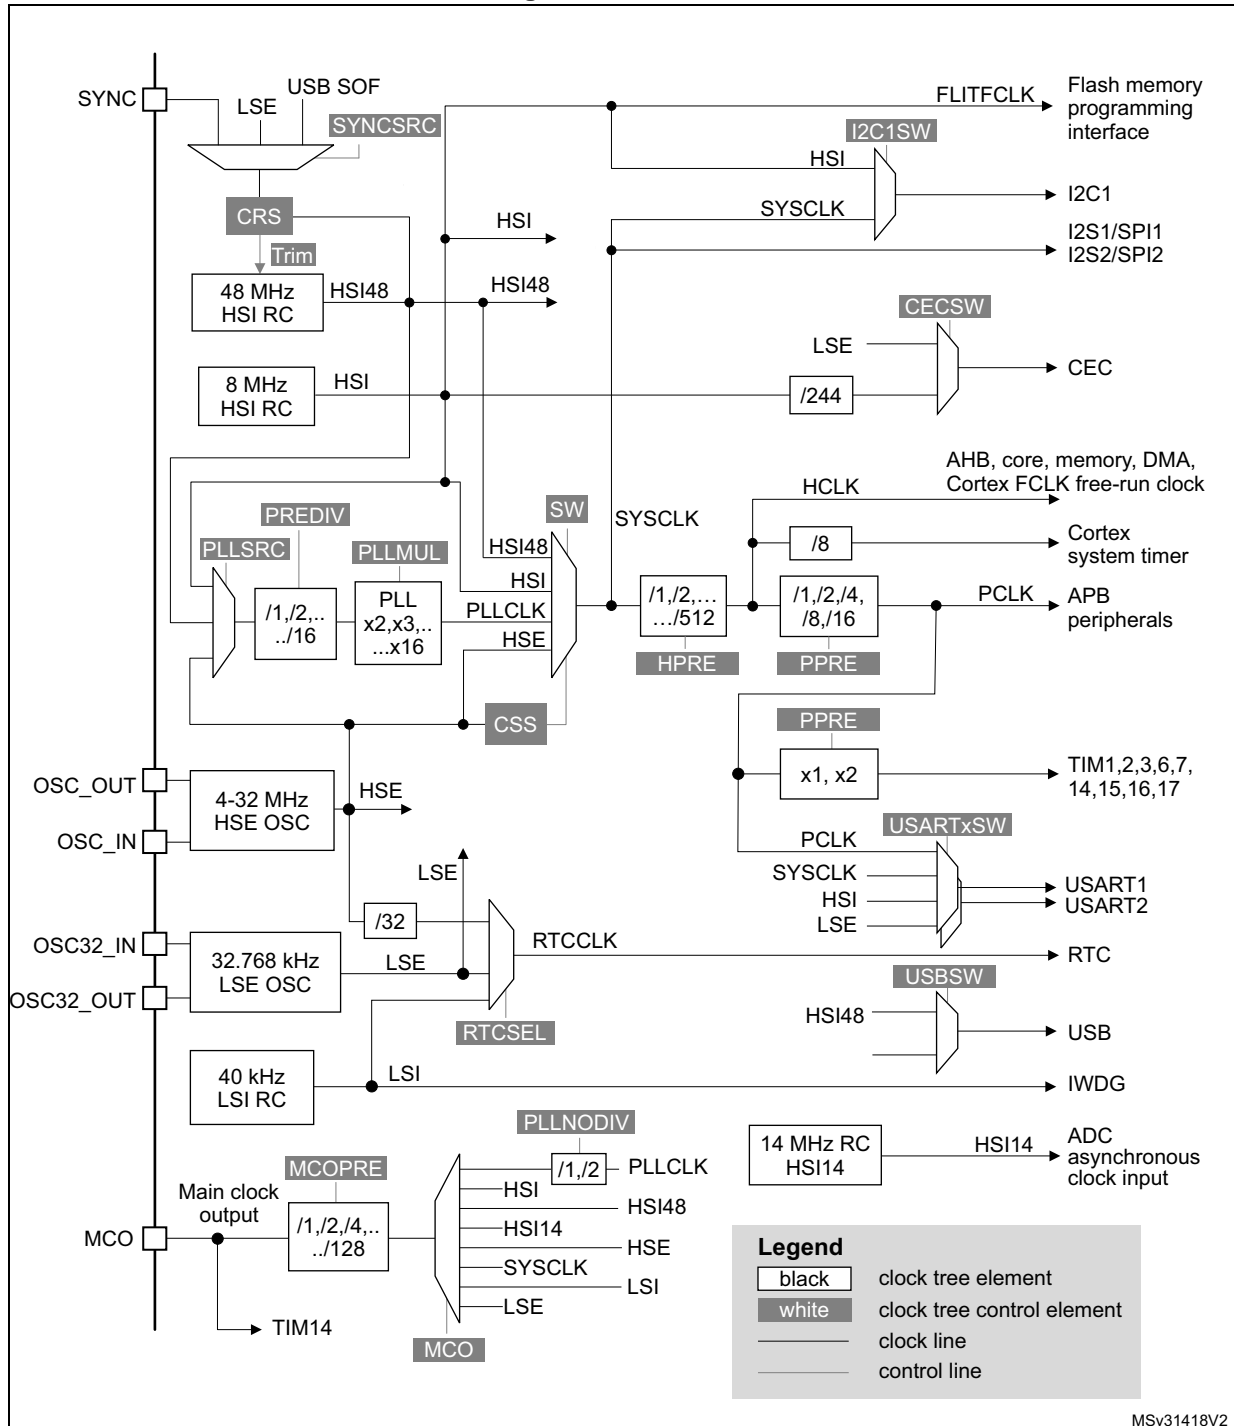 SYNC
LSE
USB SOF
SYNCSRC
CRS
Trim
48 MHz
HSI RC
HSI48
HSI
HSI48
8 MHz
HSI RC
HSI
FLITFCLK
Flash memory
programming
interface
I2C1SW
HSI
SYSCLK
I2C1
I2S1/SPI1
I2S2/SPI2
CECSW
LSE
/244
CEC
AHB, core, memory, DMA,
Cortex FCLK free-run clock
HCLK
/8
Cortex
system timer
PLLSRC
PREDIV
/1,/2,..
../16
PLLMUL
PLL
x2,x3,..
...x16
SW
HSI48
HSI
PLLCLK
HSE
CSS
SYSCLK
/1,/2,…
…/512
HPRE
/1,/2,/4,
/8,/16
PPRE
PCLK
APB
peripherals
PPRE
x1, x2
TIM1,2,3,6,7,
14,15,16,17
OSC_OUT
OSC_IN
4-32 MHz
HSE OSC
HSE
USARTxSW
PCLK
SYSCLK
HSI
LSE
USART1
USART2
LSE
/32
OSC32_IN
OSC32_OUT
32.768 kHz
LSE OSC
LSE
RTCCLK
RTC
RTCSEL
USBSW
HSI48
USB
40 kHz
LSI RC
LSI
IWDG
PLLNODIV
/1,/2
PLLCLK
HSI
HSI48
HSI14
HSE
SYSCLK
LSI
LSE
MCO
14 MHz RC
HSI14
HSI14
ADC
asynchronous
clock input
MCOPRE
/1,/2,/4,..
../128
Main clock
output
MCO
TIM14
Legend
black
clock tree element
white
clock tree control element
clock line
control line
MSv31418V2